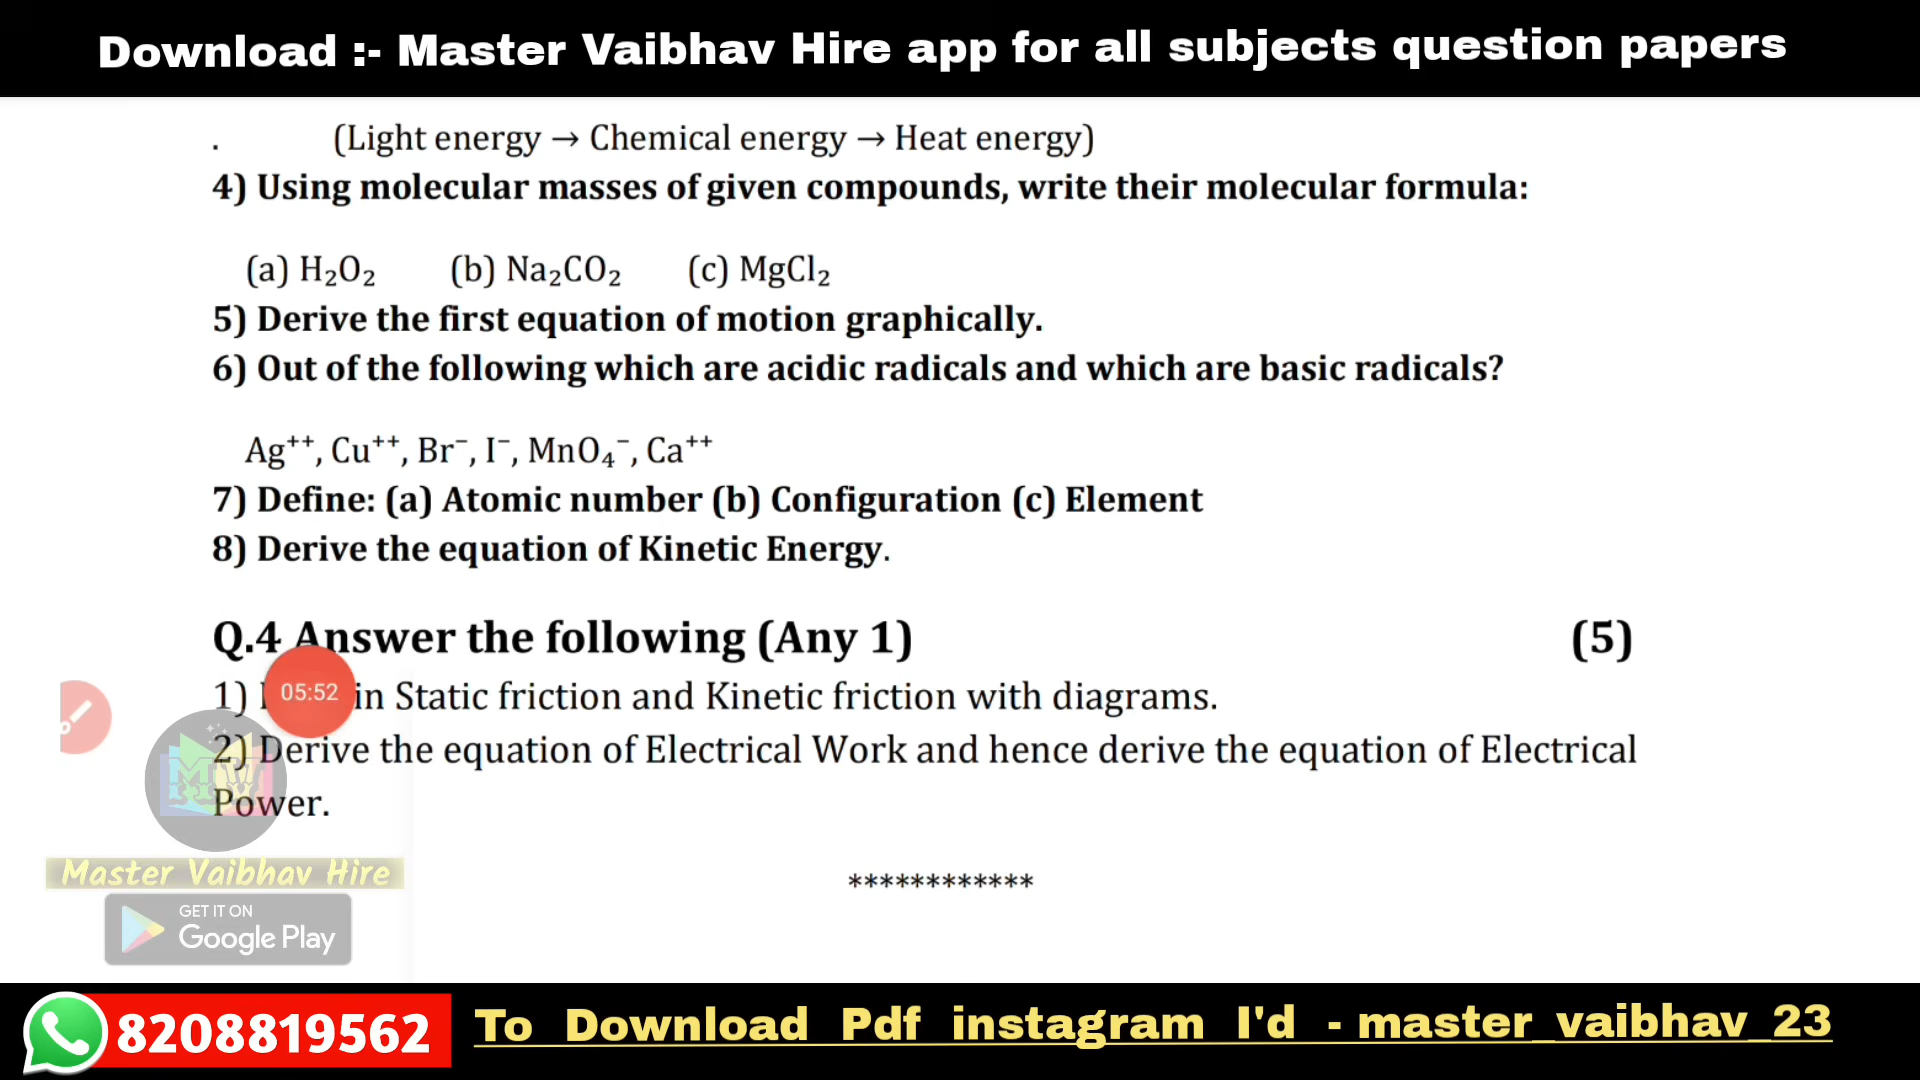 Download :- Master Vaibhav Hire app for all subjects question papers
. (Light energy → Chemical energy → Heat energy)
4) Using molecular masses of given compounds, write their molecular formula:
(a) H₂O₂ (b) Na₂CO₂ (c) MgCl₂
5) Derive the first equation of motion graphically.
6) Out of the following which are acidic radicals and which are basic radicals?
Ag⁺⁺, Cu⁺⁺, Br⁻, I⁻, MnO₄⁻, Ca⁺⁺
7) Define: (a) Atomic number (b) Configuration (c) Element
8) Derive the equation of Kinetic Energy.
Q.4 Answer the following (Any 1) (5)
1) in Static friction and Kinetic friction with diagrams.
05:52
2) Derive the equation of Electrical Work and hence derive the equation of Electrical
Power.
Master Vaibhav Hire
************
GET IT ON
Google Play
8208819562 To Download Pdf instagram I'd - master_vaibhav_23